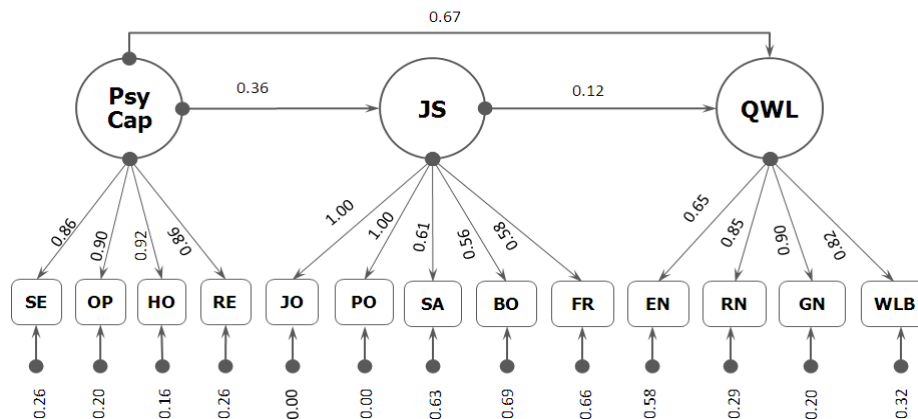 0.67
Psy
Cap
0.36
JS
0.12
QWL
0.86
0.90
0.92
0.86
1.00
1.00
0.61
0.56
0.58
0.65
0.85
0.90
0.82
SE
OP
HO
RE
JO
PO
SA
BO
FR
EN
RN
GN
WLB
0.26
0.20
0.16
0.26
0.00
0.00
0.63
0.69
0.66
0.58
0.29
0.20
0.32